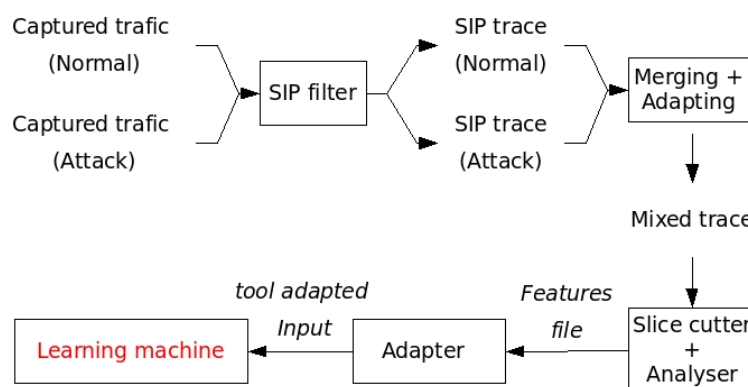 Captured trafic
(Normal)
SIP trace
(Normal)
SIP filter
Merging +
Adapting
Captured trafic
(Attack)
SIP trace
(Attack)
Mixed trace
tool adapted
Input
Features
file
Learning machine
Adapter
Slice cutter
+
Analyser